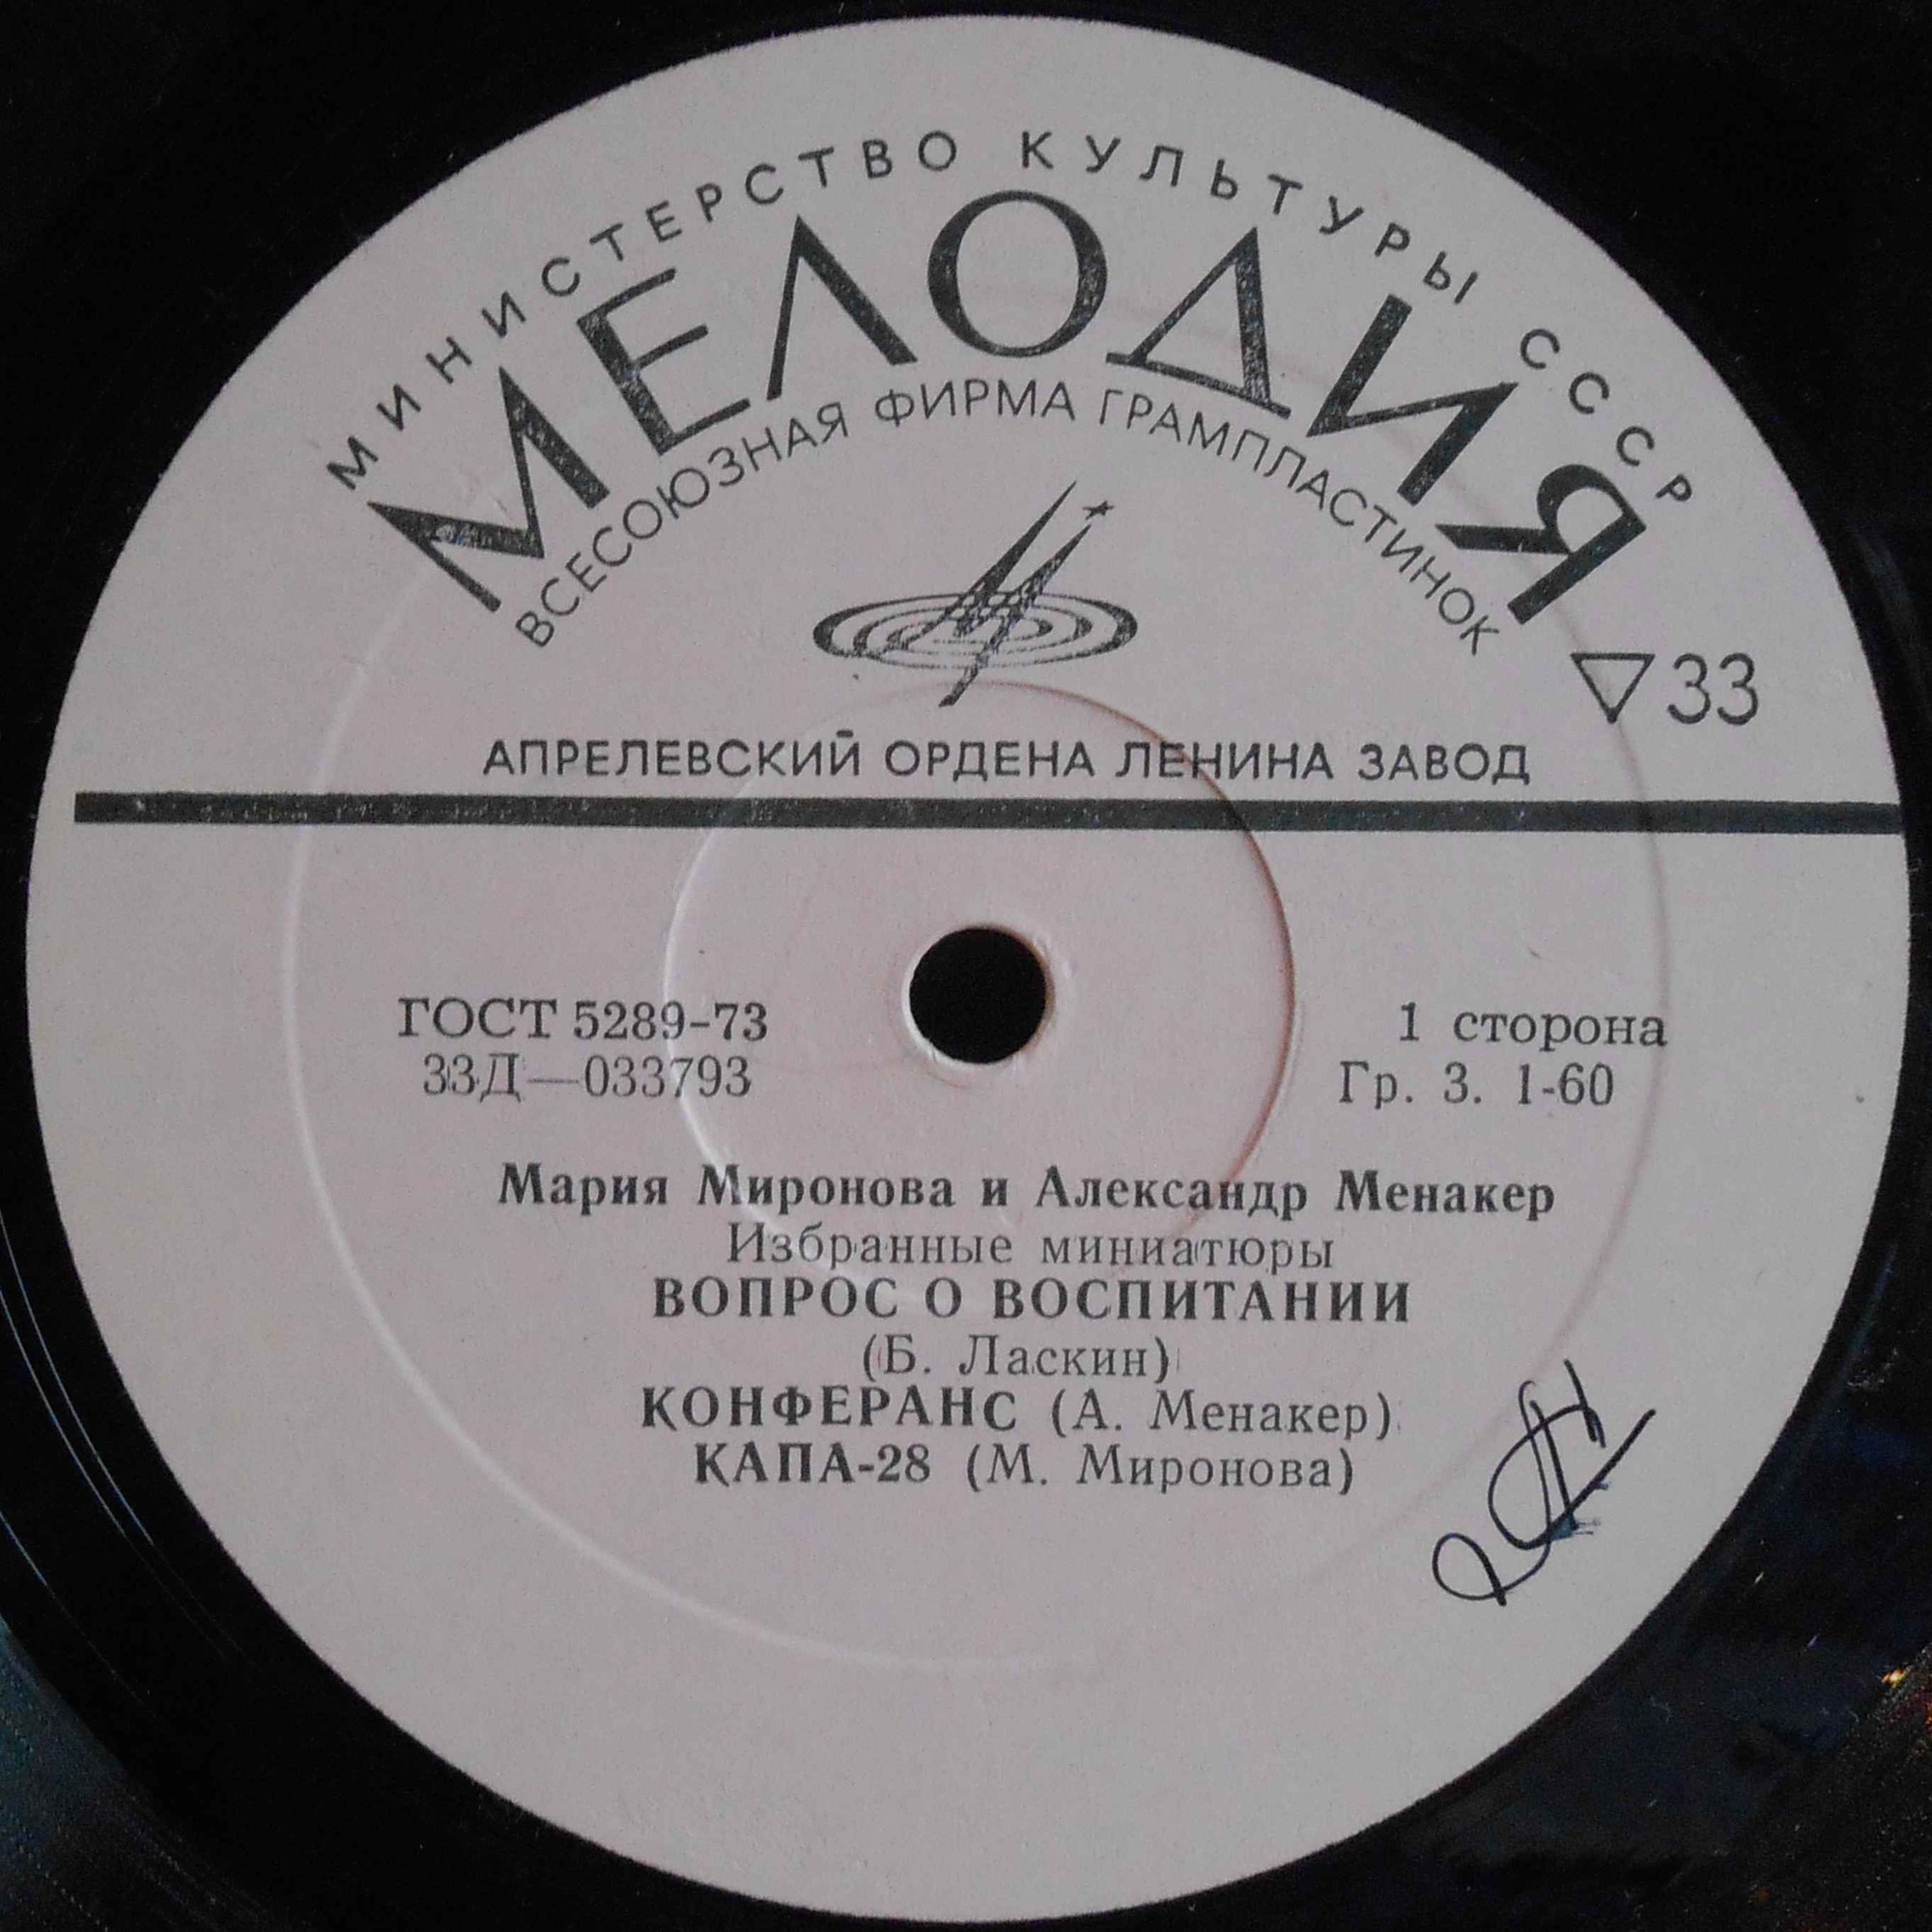 МИНИСТЕРСТВО КУЛЬТУРЫ СССР
МЕЛОДИЯ
ВСЕСОЮЗНАЯ ФИРМА ГРАМПЛАСТИНОК
33
АПРЕЛЕВСКИЙ ОРДЕНА ЛЕНИНА ЗАВОД
ГОСТ 5289-73
33Д—033793
1 сторона
Гр. 3. 1-60
Мария Миронова и Александр Менакер
Избранные миниатюры
ВОПРОС О ВОСПИТАНИИ
(Б. Ласкин)
КОНФЕРАНС (А. Менакер)
КАПА-28 (М. Миронова)